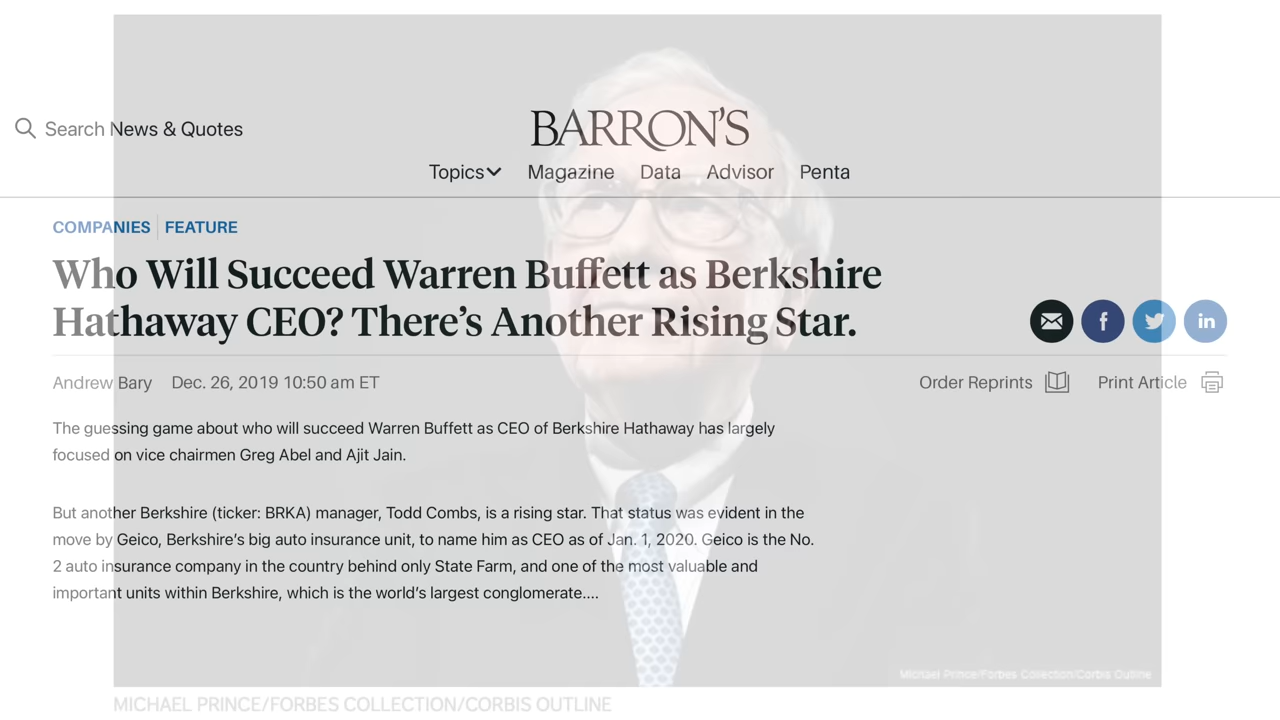 Search News & Quotes
BARRON'S
Topics Magazine Data Advisor Penta
COMPANIES FEATURE
Who Will Succeed Warren Buffett as Berkshire
Hathaway CEO? There's Another Rising Star.
f in
Andrew Bary Dec. 26, 2019 10:50 am ET
Order Reprints Print Article
The guessing game about who will succeed Warren Buffett as CEO of Berkshire Hathaway has largely
focused on vice chairmen Greg Abel and Ajit Jain.
But another Berkshire (ticker: BRKA) manager, Todd Combs, is a rising star. That status was evident in the
move by Geico, Berkshire's big auto insurance unit, to name him as CEO as of Jan. 1, 2020. Geico is the No.
2 auto insurance company in the country behind only State Farm, and one of the most valuable and
important units within Berkshire, which is the world's largest conglomerate....
Michael Prince/Forbes Collection/Corbis Outline
MICHAEL PRINCE/FORBES COLLECTION/CORBIS OUTLINE